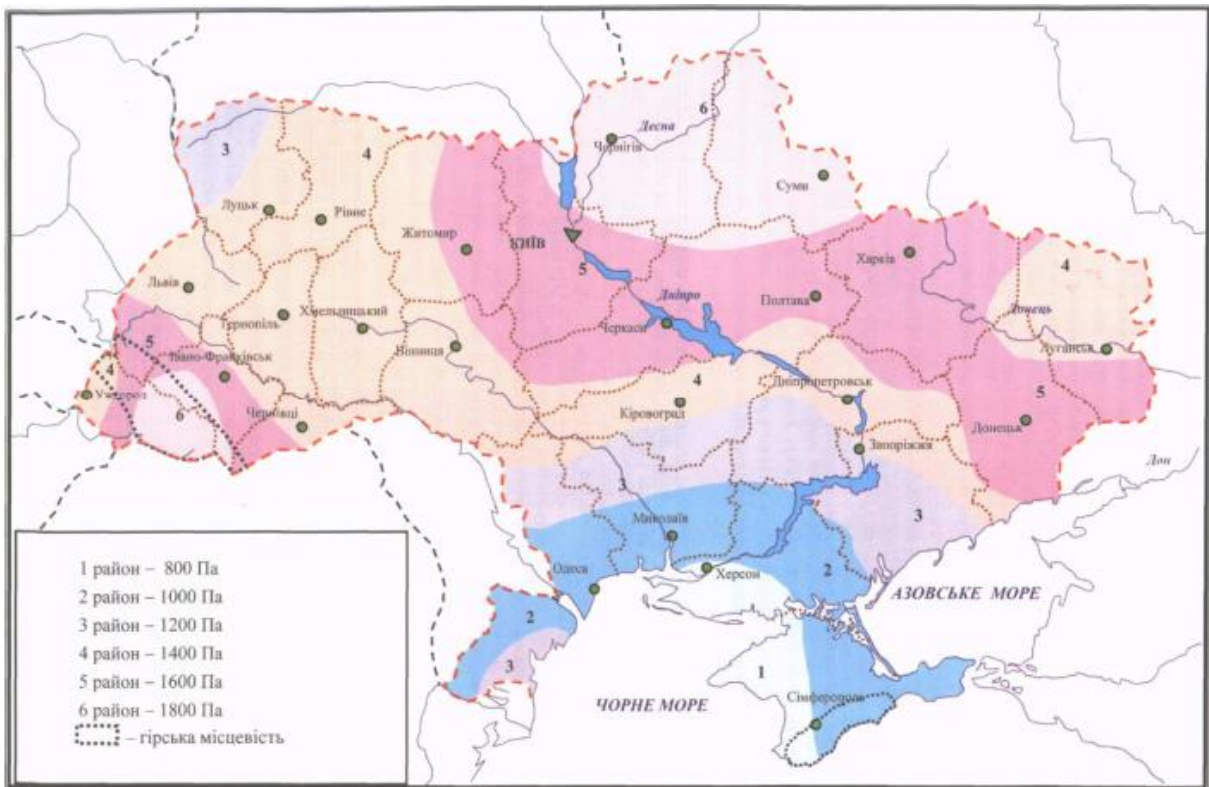 6
Десна
Чернігів
3
4
Суми
Луцьк
Рівне
Житомир
КИЇВ
5
Харків
4
Львів
Дніпро
Полтава
Донець
Тернопіль
Хмельницький
Черкаси
5
Вінниця
Луганськ
Івано-Франківськ
4
Ужгород
4
Дніпропетровськ
5
6
Чернівці
Кіровоград
Донецьк
Запоріжжя
Дон
3
3
Миколаїв
Одеса
Херсон
2
АЗОВСЬКЕ МОРЕ
2
3
1
Сімферополь
ЧОРНЕ МОРЕ
1 район – 800 Па
2 район – 1000 Па
3 район – 1200 Па
4 район – 1400 Па
5 район – 1600 Па
6 район – 1800 Па
– гірська місцевість